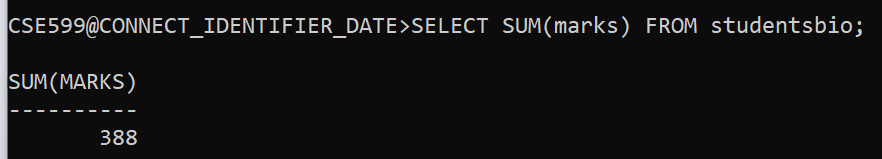 CSE599@CONNECT_IDENTIFIER_DATE>SELECT SUM(marks) FROM studentsbio;
SUM(MARKS)
----------
388